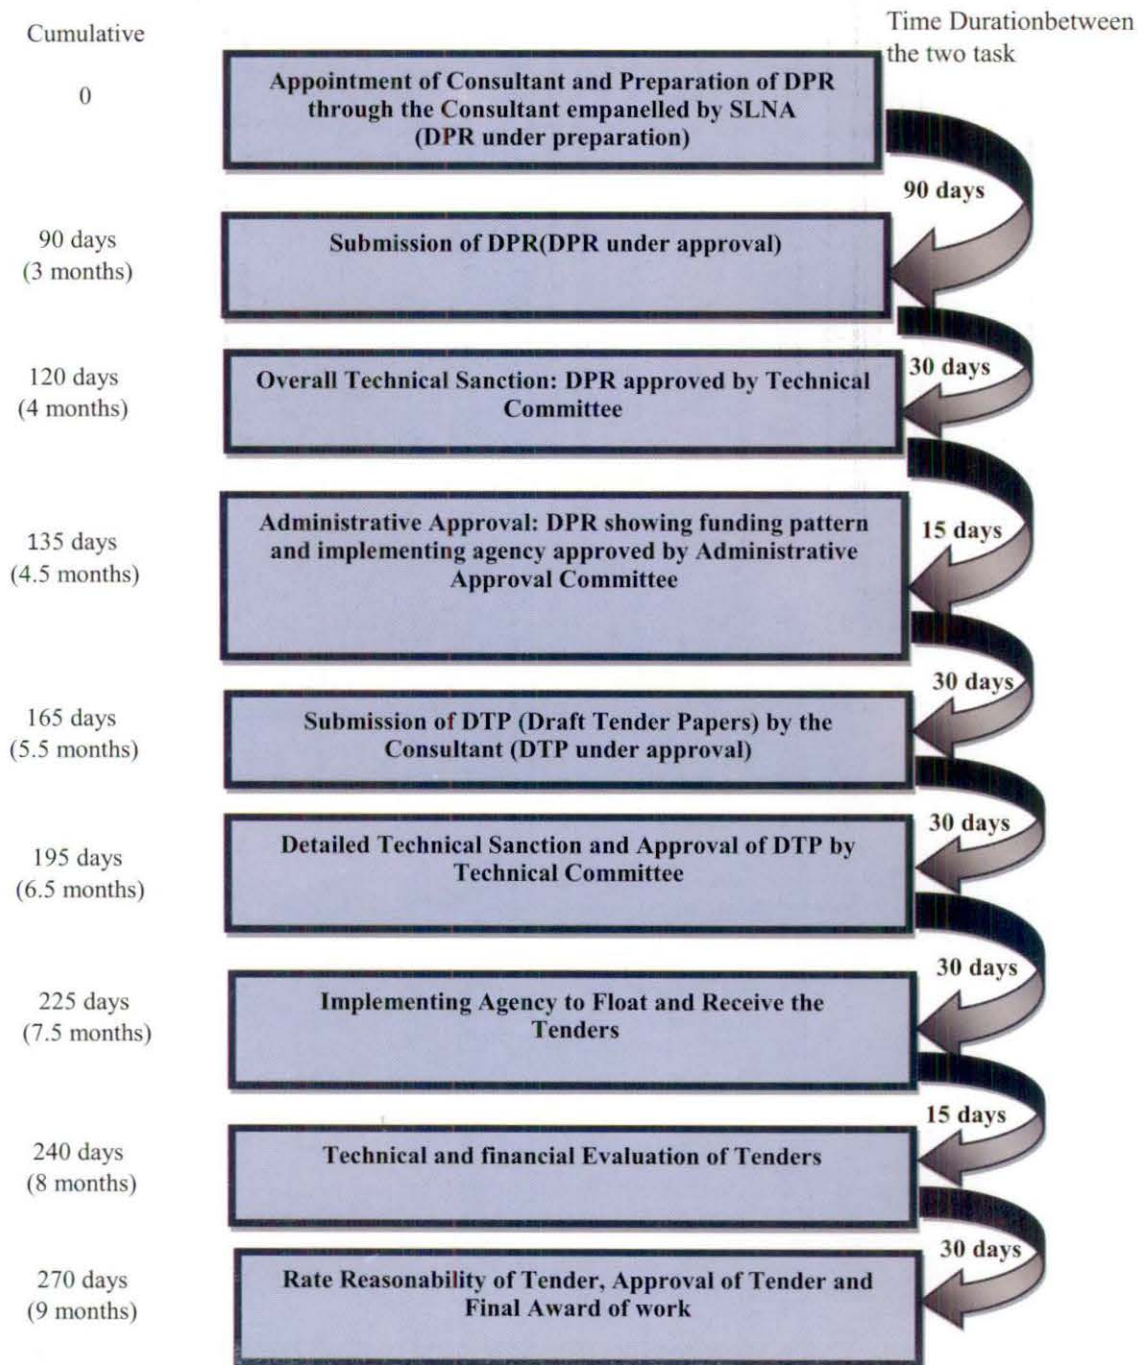 Cumulative
Time Durationbetween
the two task
0
Appointment of Consultant and Preparation of DPR
through the Consultant empanelled by SLNA
(DPR under preparation)
90 days
90 days
(3 months)
Submission of DPR(DPR under approval)
30 days
120 days
(4 months)
Overall Technical Sanction: DPR approved by Technical
Committee
15 days
135 days
(4.5 months)
Administrative Approval: DPR showing funding pattern
and implementing agency approved by Administrative
Approval Committee
30 days
165 days
(5.5 months)
Submission of DTP (Draft Tender Papers) by the
Consultant (DTP under approval)
30 days
195 days
(6.5 months)
Detailed Technical Sanction and Approval of DTP by
Technical Committee
30 days
225 days
(7.5 months)
Implementing Agency to Float and Receive the
Tenders
15 days
240 days
(8 months)
Technical and financial Evaluation of Tenders
30 days
270 days
(9 months)
Rate Reasonability of Tender, Approval of Tender and
Final Award of work